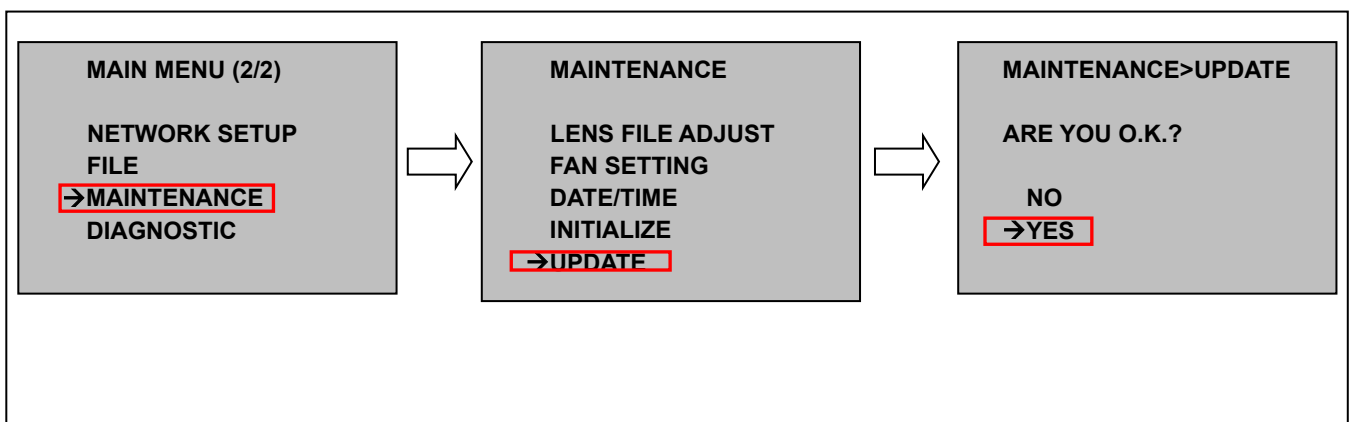 MAIN MENU (2/2)
NETWORK SETUP
FILE
→MAINTENANCE
DIAGNOSTIC
MAINTENANCE
LENS FILE ADJUST
FAN SETTING
DATE/TIME
INITIALIZE
→UPDATE
MAINTENANCE>UPDATE
ARE YOU O.K.?
NO
→YES